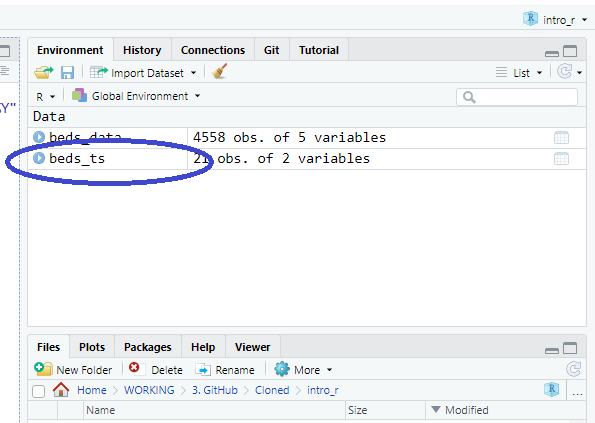 intro_r
Environment History Connections Git Tutorial
Import Dataset List
R Global Environment
Data
Y"
beds_data 4558 obs. of 5 variables
beds_ts 21 obs. of 2 variables
Files Plots Packages Help Viewer
New Folder Delete Rename More
Home WORKING 3. GitHub Cloned intro_r ...
Name Size Modified